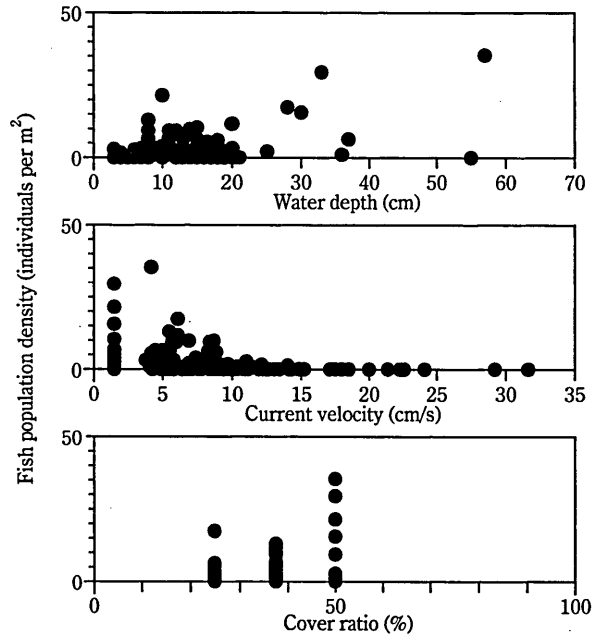 Fish population density (individuals per m²)
50
0
0 10 20 30 40 50 60 70
Water depth (cm)
50
0
0 5 10 15 20 25 30 35
Current velocity (cm/s)
50
0
0 50 100
Cover ratio (%)